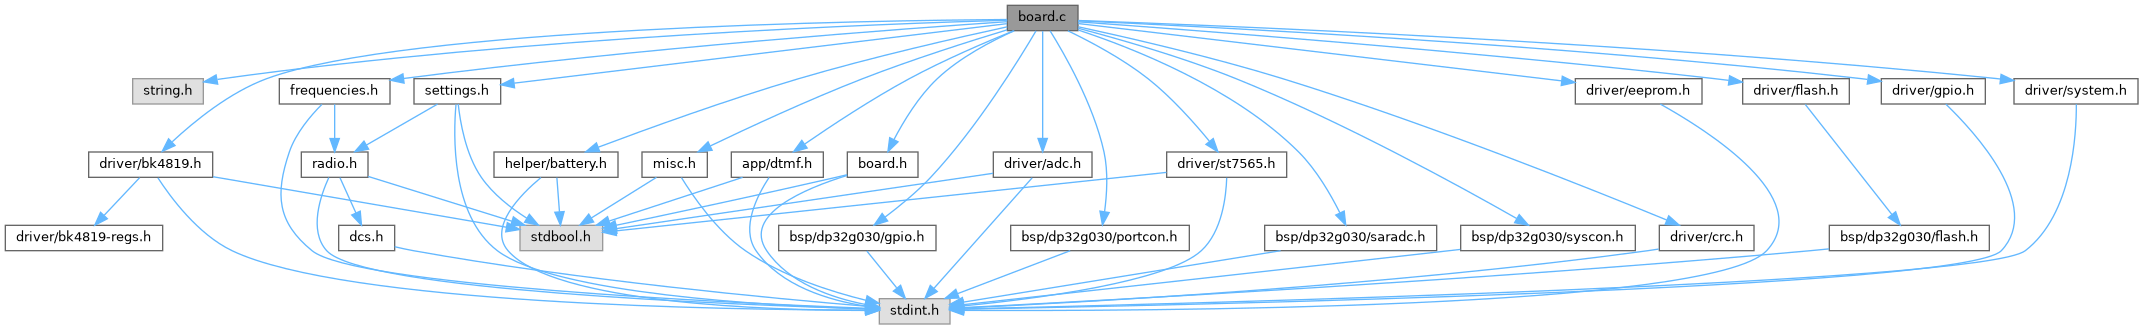 board.c
string.h
frequencies.h
settings.h
driver/eeprom.h
driver/flash.h
driver/gpio.h
driver/system.h
driver/bk4819.h
radio.h
helper/battery.h
misc.h
app/dtmf.h
board.h
driver/adc.h
driver/st7565.h
driver/bk4819-regs.h
dcs.h
stdbool.h
bsp/dp32g030/gpio.h
bsp/dp32g030/portcon.h
bsp/dp32g030/saradc.h
bsp/dp32g030/syscon.h
driver/crc.h
bsp/dp32g030/flash.h
stdint.h